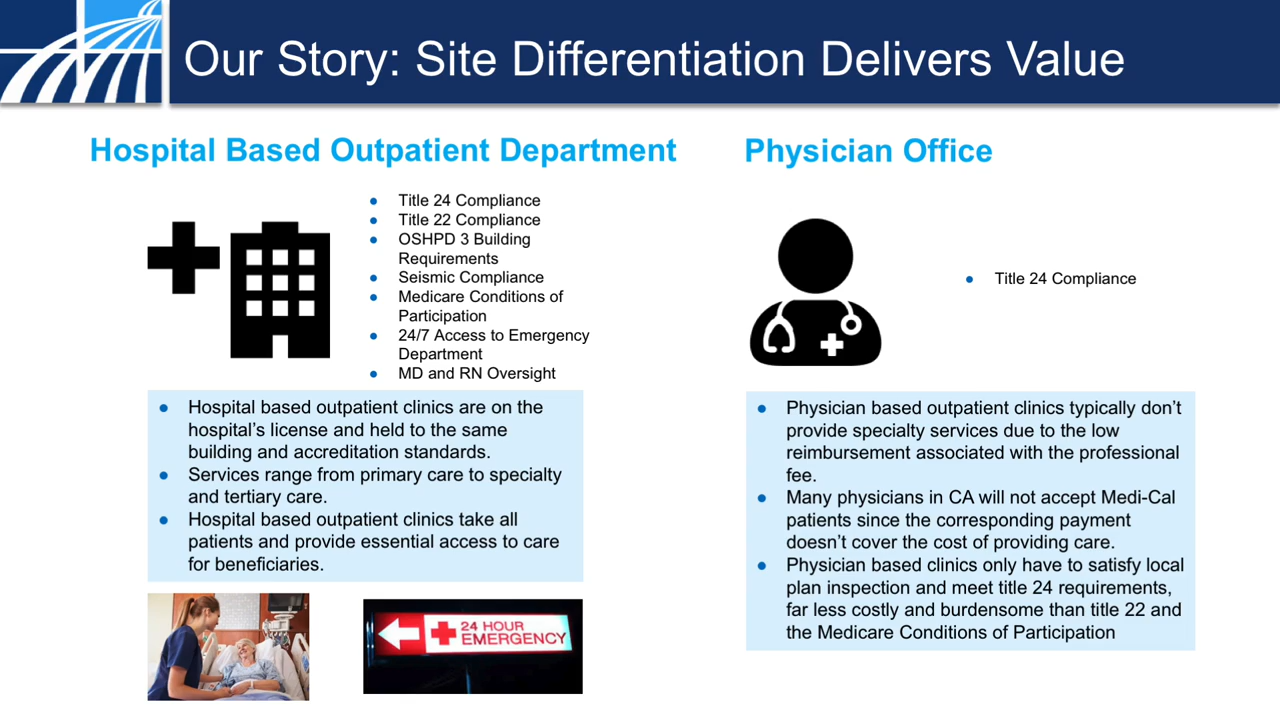 Our Story: Site Differentiation Delivers Value
Hospital Based Outpatient Department
● Title 24 Compliance
● Title 22 Compliance
● OSHPD 3 Building
Requirements
● Seismic Compliance
● Medicare Conditions of
Participation
● 24/7 Access to Emergency
Department
● MD and RN Oversight
● Hospital based outpatient clinics are on the
hospital's license and held to the same
building and accreditation standards.
● Services range from primary care to specialty
and tertiary care.
● Hospital based outpatient clinics take all
patients and provide essential access to care
for beneficiaries.
24 HOUR
EMERGENCY
Physician Office
● Title 24 Compliance
● Physician based outpatient clinics typically don't
provide specialty services due to the low
reimbursement associated with the professional
fee.
● Many physicians in CA will not accept Medi-Cal
patients since the corresponding payment
doesn't cover the cost of providing care.
● Physician based clinics only have to satisfy local
plan inspection and meet title 24 requirements,
far less costly and burdensome than title 22 and
the Medicare Conditions of Participation